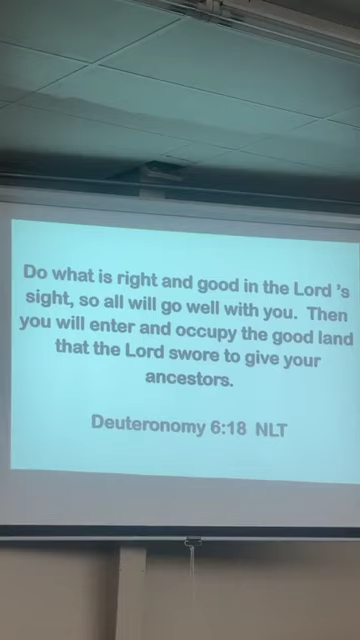 Do what is right and good in the Lord 's
sight, so all will go well with you.  Then
you will enter and occupy the good land
that the Lord swore to give your
ancestors.
Deuteronomy 6:18  NLT